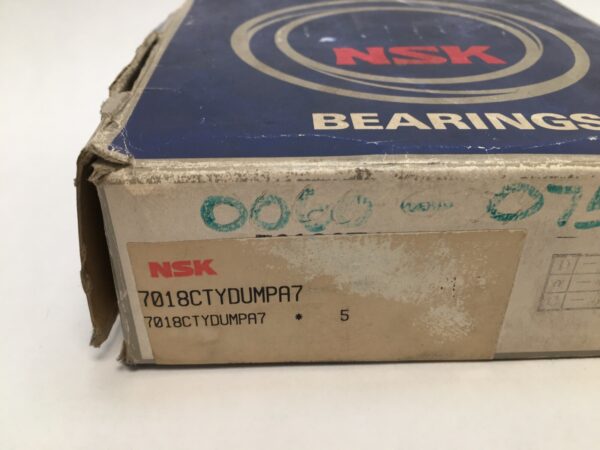 NSK
BEARINGS
0060
075
NSK
7018CTYDUMPA7
7018CTYDUMPA7 * 5